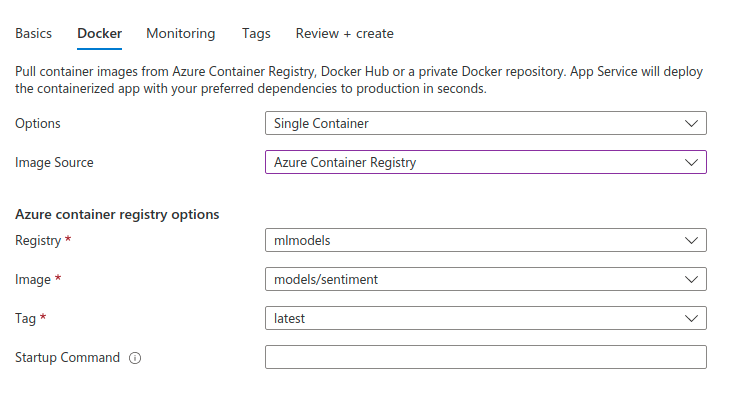 Basics Docker Monitoring Tags Review + create
Pull container images from Azure Container Registry, Docker Hub or a private Docker repository. App Service will deploy
the containerized app with your preferred dependencies to production in seconds.
Options Single Container
Image Source Azure Container Registry
Azure container registry options
Registry * mlmodels
Image * models/sentiment
Tag * latest
Startup Command